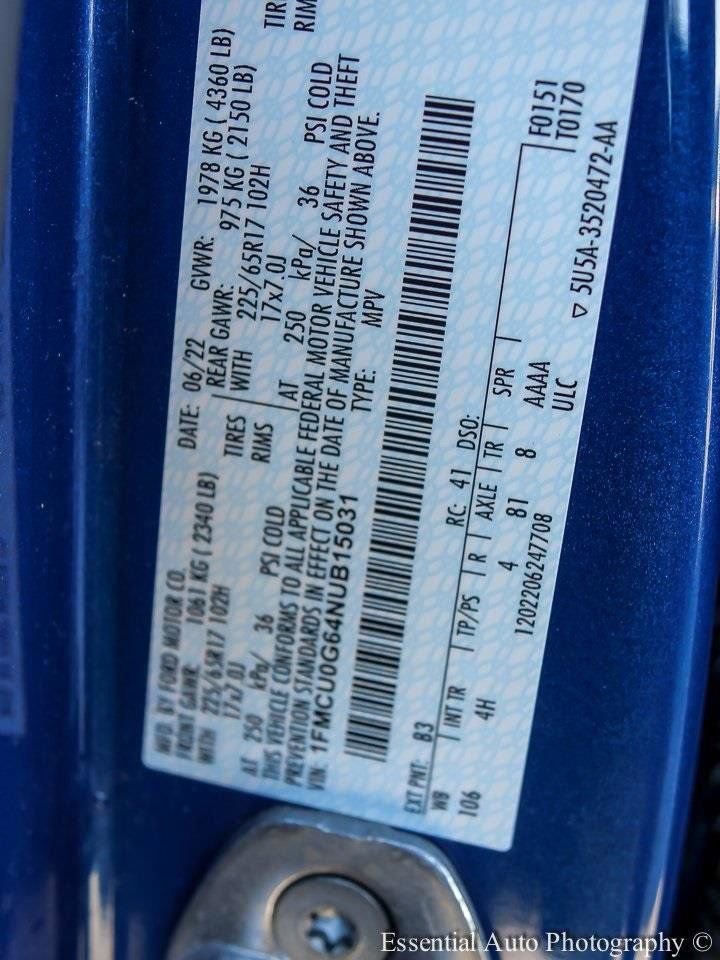 MFD. BY FORD MOTOR CO. DATE: 06/22 GVWR: 1978 KG ( 4360 LB)
FRONT GAWR: 1061 KG ( 2340 LB) REAR GAWR: 975 KG ( 2150 LB)
WITH 225/65R17 102H TIRES WITH 225/65R17 102H TIR
17x7.0J RIMS 17x7.0J RIM
AT 250 kPa/ 36 PSI COLD AT 250 kPa/ 36 PSI COLD
THIS VEHICLE CONFORMS TO ALL APPLICABLE FEDERAL MOTOR VEHICLE SAFETY AND THEFT
PREVENTION STANDARDS IN EFFECT ON THE DATE OF MANUFACTURE SHOWN ABOVE.
VIN: 1FMCU0G64NUB15031 TYPE: MPV
EXT PNT: B3 RC: 41 DSO: F0151
WB INT TR TP/PS R AXLE TR SPR T0170
106 4H 4 81 8 AAAA
1202206247708 ULC ▽ 5U5A-3520472-AA
Essential Auto Photography ©